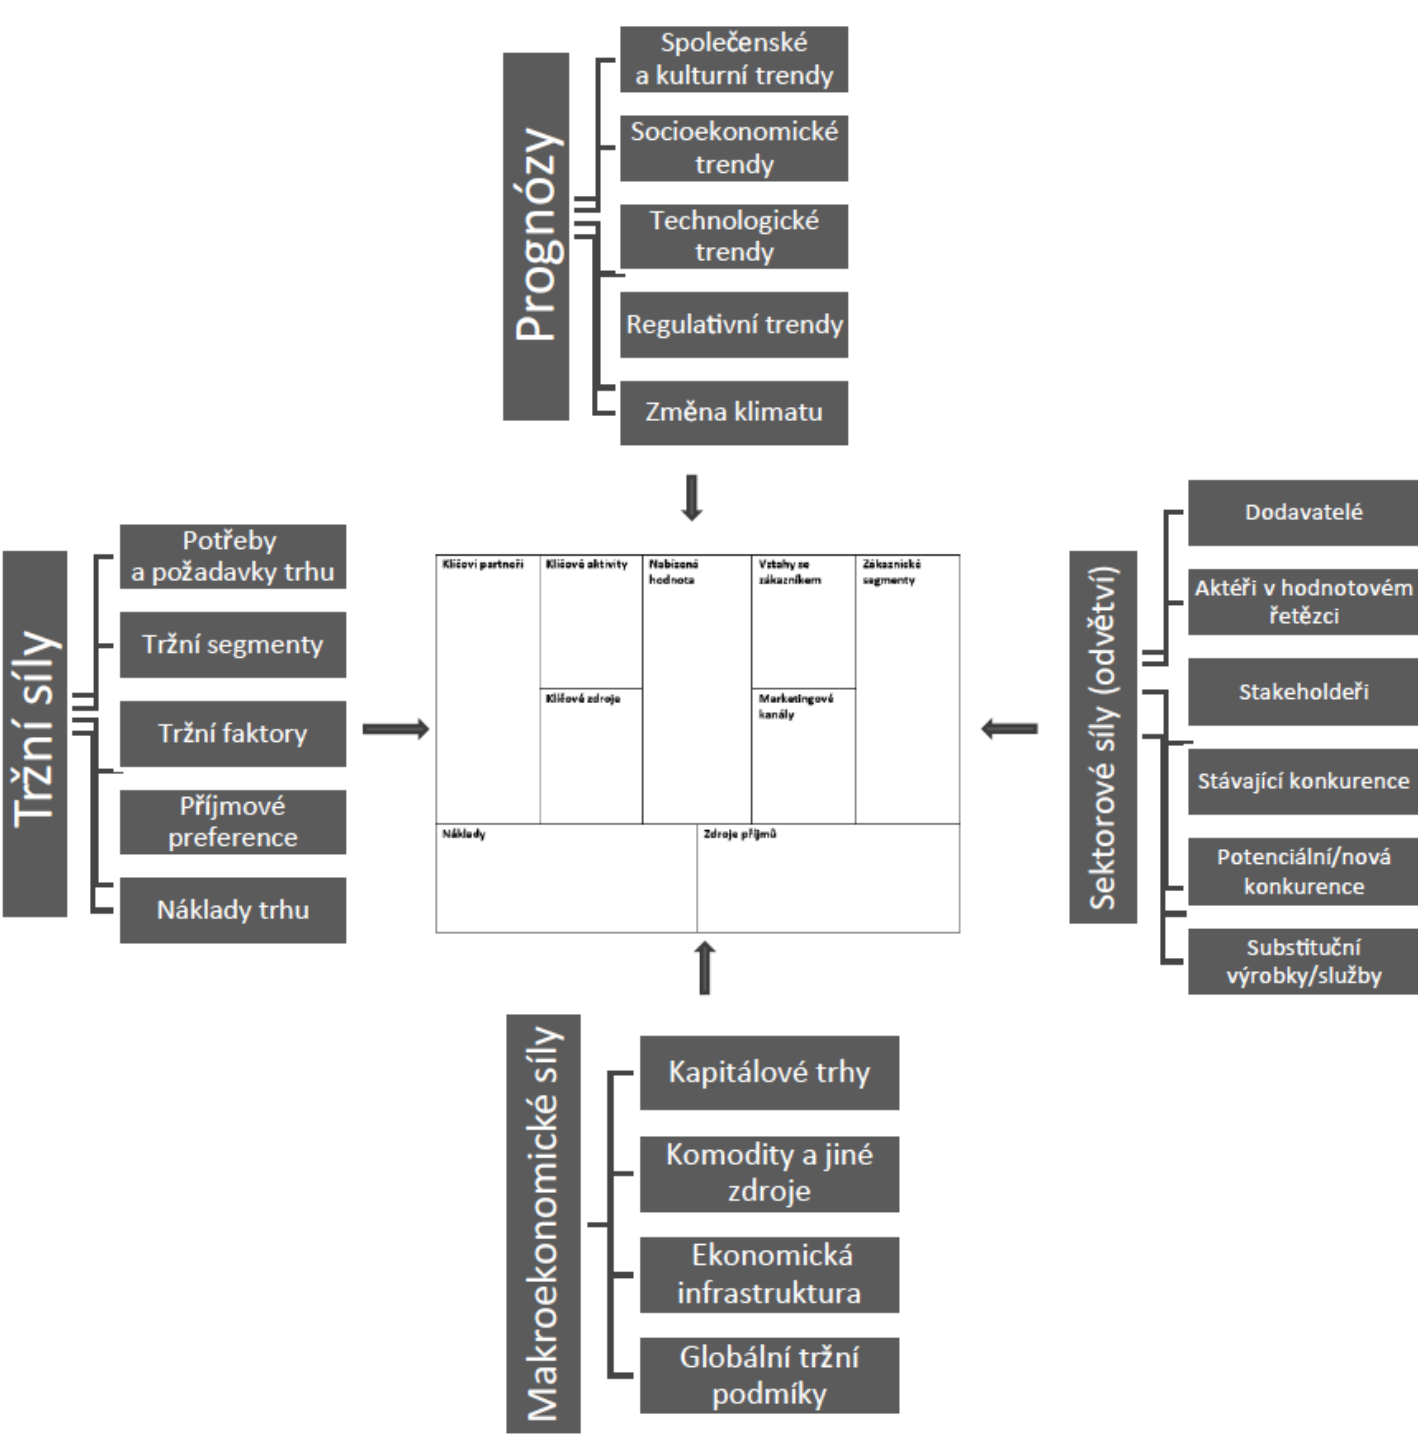 Prognózy
Společenské
a kulturní trendy
Socioekonomické
trendy
Technologické
trendy
Regulativní trendy
Změna klimatu
Tržní síly
Potřeby
a požadavky trhu
Tržní segmenty
Tržní faktory
Příjmové
preference
Náklady trhu
Klíčoví partneři
Klíčové aktivity
Nabízená
hodnota
Vztahy se
zákazníkem
Zákaznické
segmenty
Klíčové zdroje
Marketingové
kanály
Náklady
Zdroje příjmů
Sektorové síly (odvětví)
Dodavatelé
Aktéři v hodnotovém
řetězci
Stakeholdeři
Stávající konkurence
Potenciální/nová
konkurence
Substituční
výrobky/služby
Makroekonomické síly
Kapitálové trhy
Komodity a jiné
zdroje
Ekonomická
infrastruktura
Globální tržní
podmíky